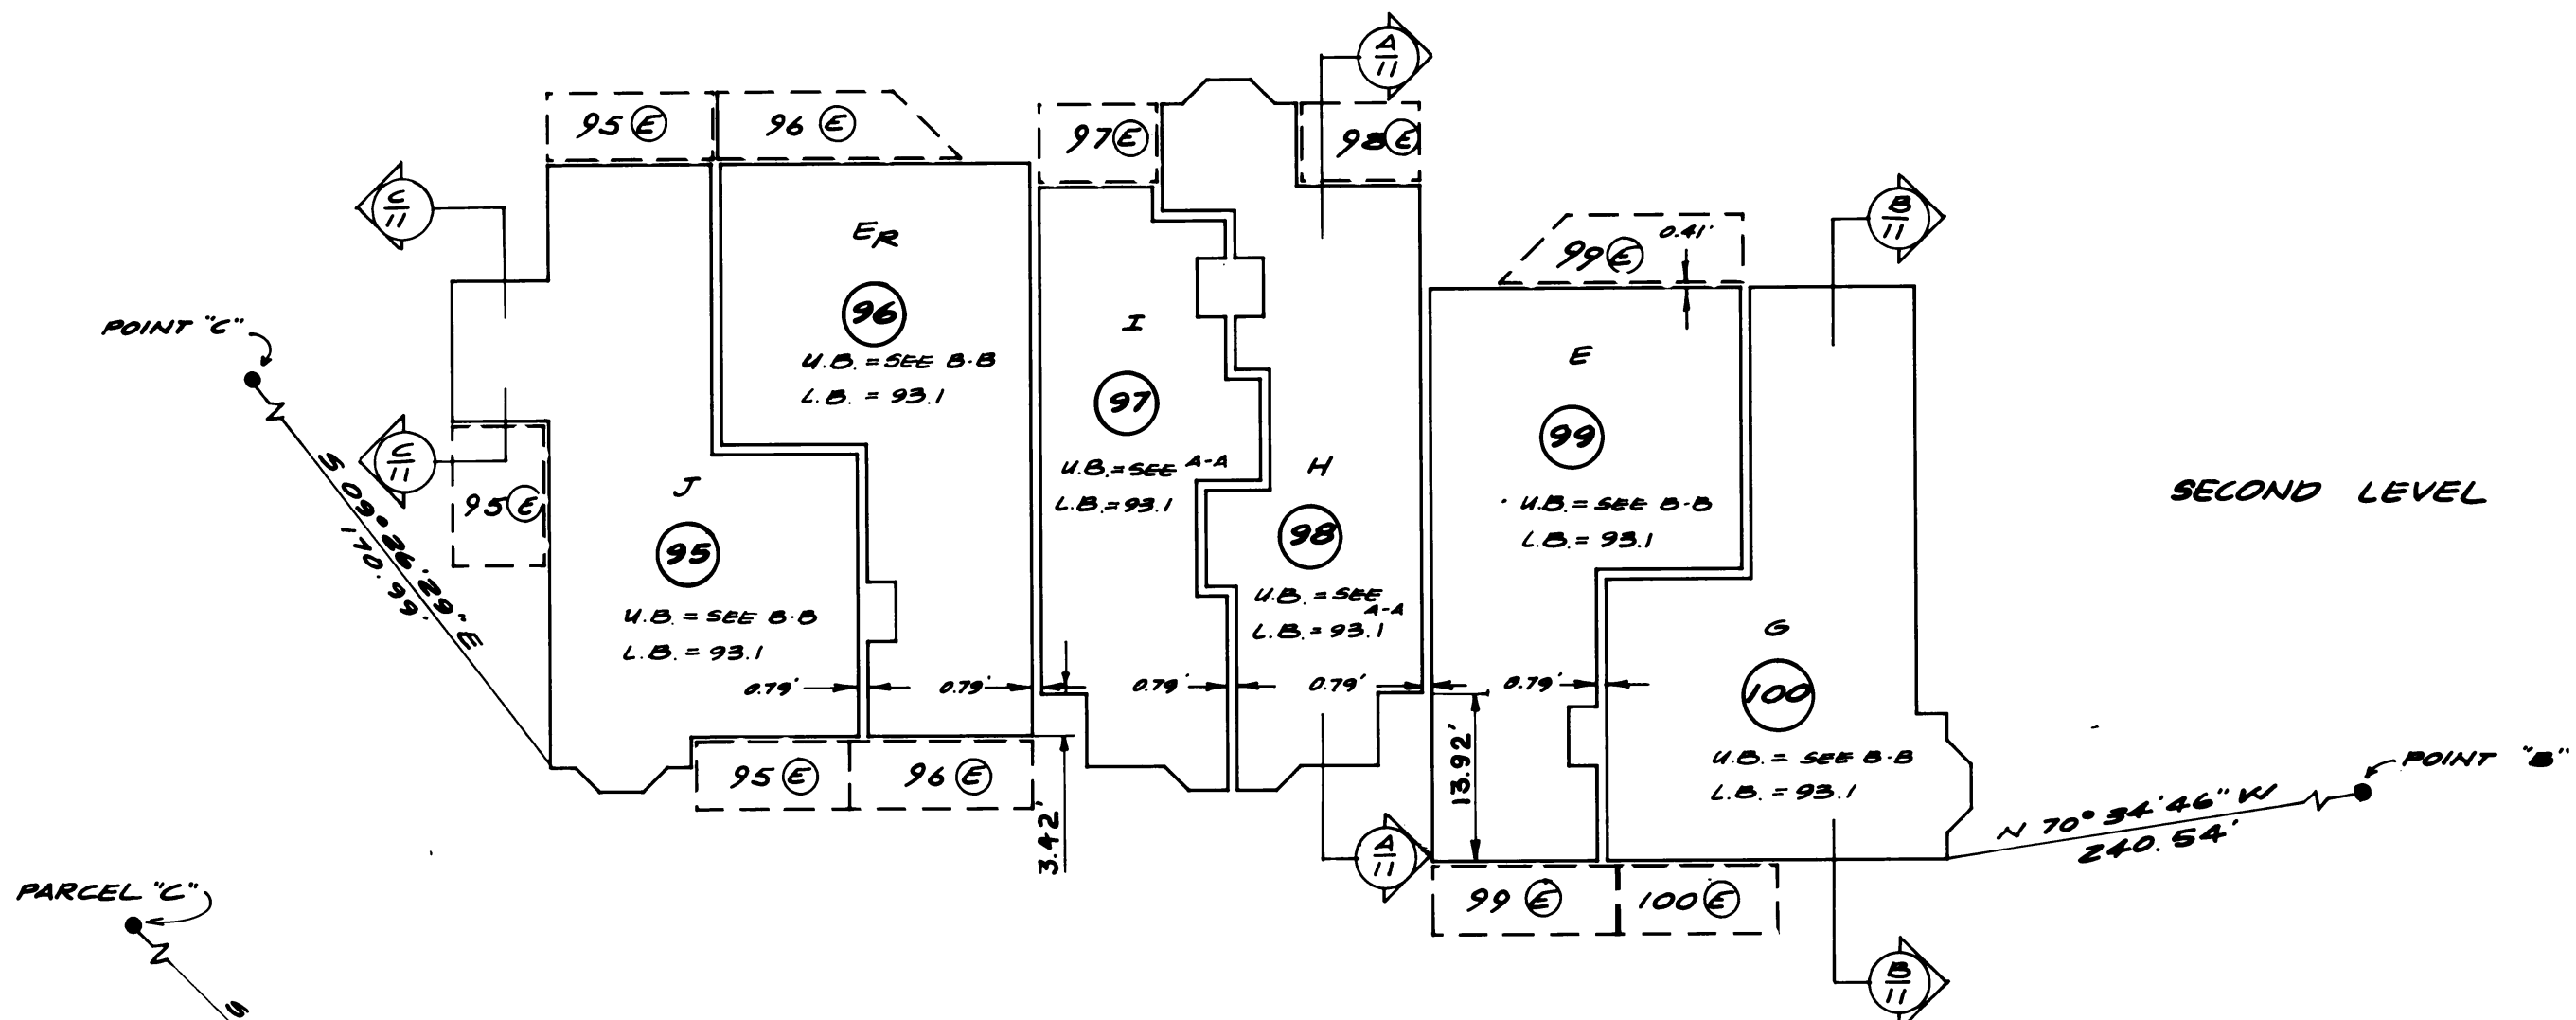 A
11
95 E
96 E
97 E
98 E
C
11
B
11
ER
96
U.B. = SEE B-B
L.B. = 93.1
99 E
0.41'
POINT "C"
I
97
U.B. = SEE A-A
L.B. = 93.1
E
99
U.B. = SEE B-B
L.B. = 93.1
C
11
95 E
S 09° 26' 29" E
170.99'
J
95
U.B. = SEE B-B
L.B. = 93.1
H
98
U.B. = SEE A-A
L.B. = 93.1
SECOND LEVEL
G
100
U.B. = SEE B-B
L.B. = 93.1
0.79'
0.79'
0.79'
0.79'
0.79'
95 E
96 E
3.42'
13.92'
POINT "B"
N 70° 34' 46" W
240.54'
A
11
99 E
100 E
PARCEL "C"
S
B
11